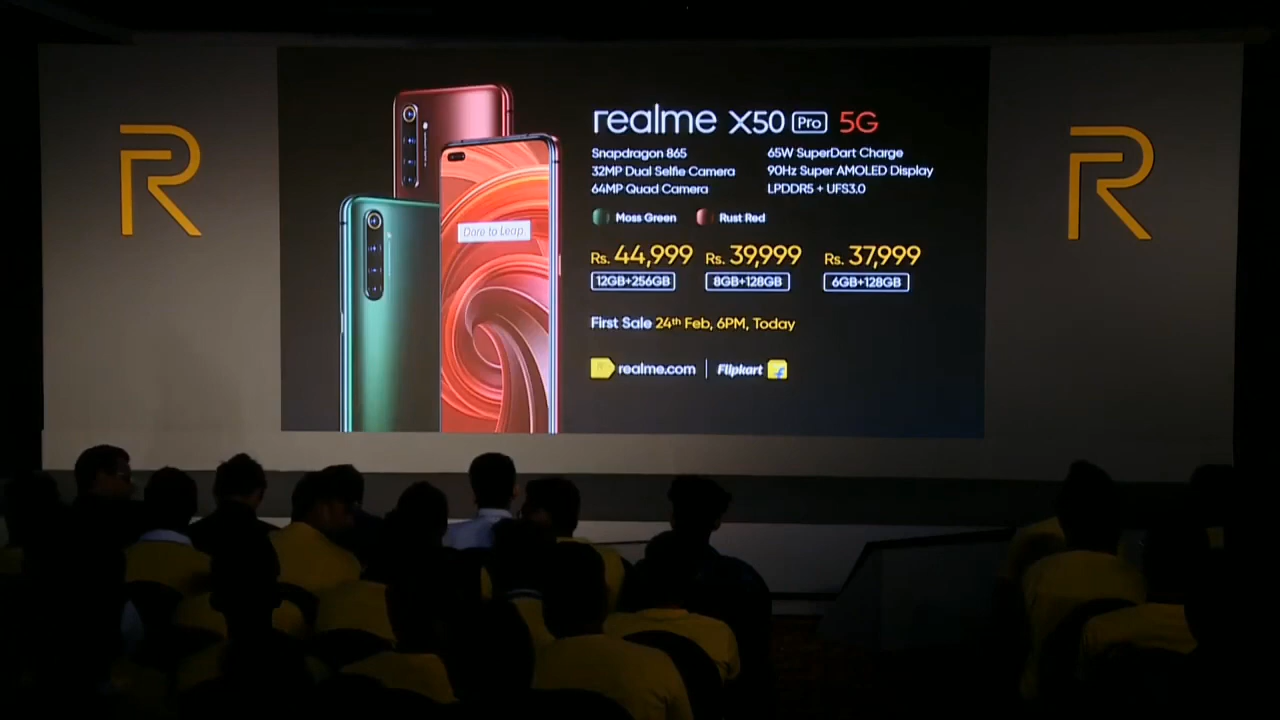 realme X50 Pro 5G
Snapdragon 865
65W SuperDart Charge
32MP Dual Selfie Camera
90Hz Super AMOLED Display
64MP Quad Camera
LPDDR5 + UFS3.0
Moss Green
Rust Red
Rs. 44,999
Rs. 39,999
Rs. 37,999
12GB+256GB
8GB+128GB
6GB+128GB
Dare to Leap
First Sale 24th Feb, 6PM, Today
realme.com
Flipkart
R
R